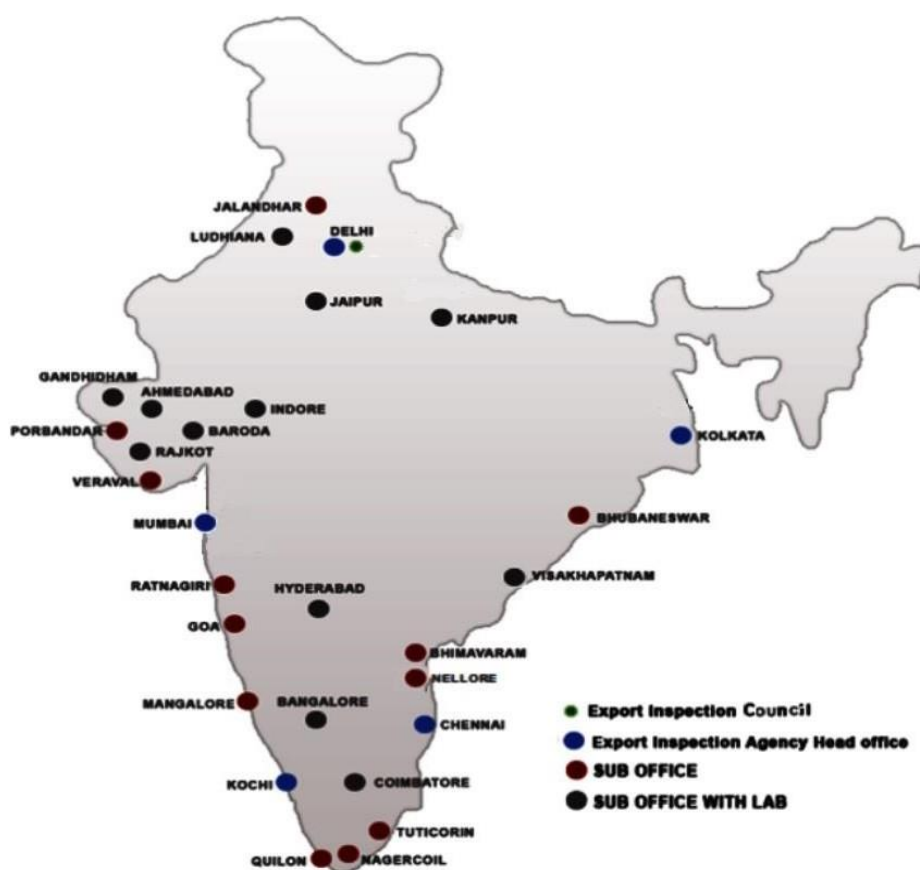 JALANDHAR
DELHI
LUDHIANA
JAIPUR
KANPUR
GANDHIDHAM
AHMEDABAD
INDORE
PORBANDAR
BARODA
KOLKATA
RAJKOT
VERAVAL
MUMBAI
BHUBANESWAR
VISAKHAPATNAM
RATNAGIRI
HYDERABAD
GOA
BHIMAVARAM
NELLORE
MANGALORE
BANGALORE
CHENNAI
KOCHI
COIMBATORE
TUTICORIN
QUILON
NAGERCOIL
Export Inspection Council
Export Inspection Agency Head office
SUB OFFICE
SUB OFFICE WITH LAB